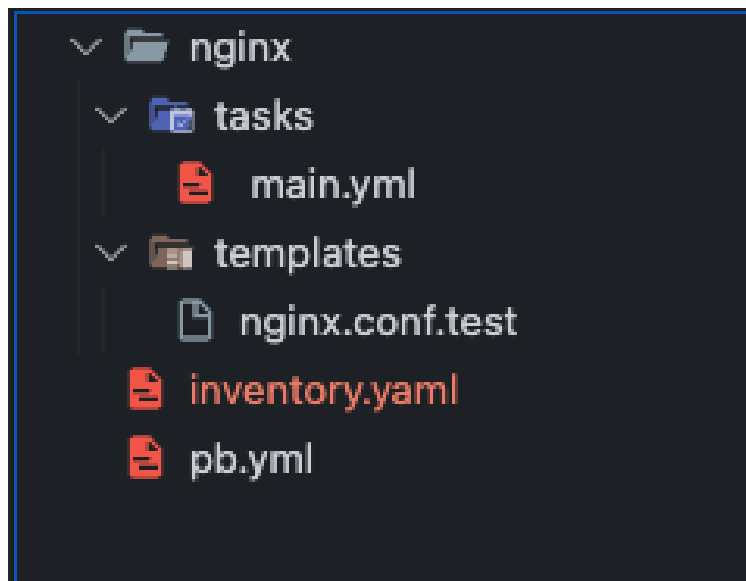 nginx
tasks
main.yml
templates
nginx.conf.test
inventory.yaml
pb.yml